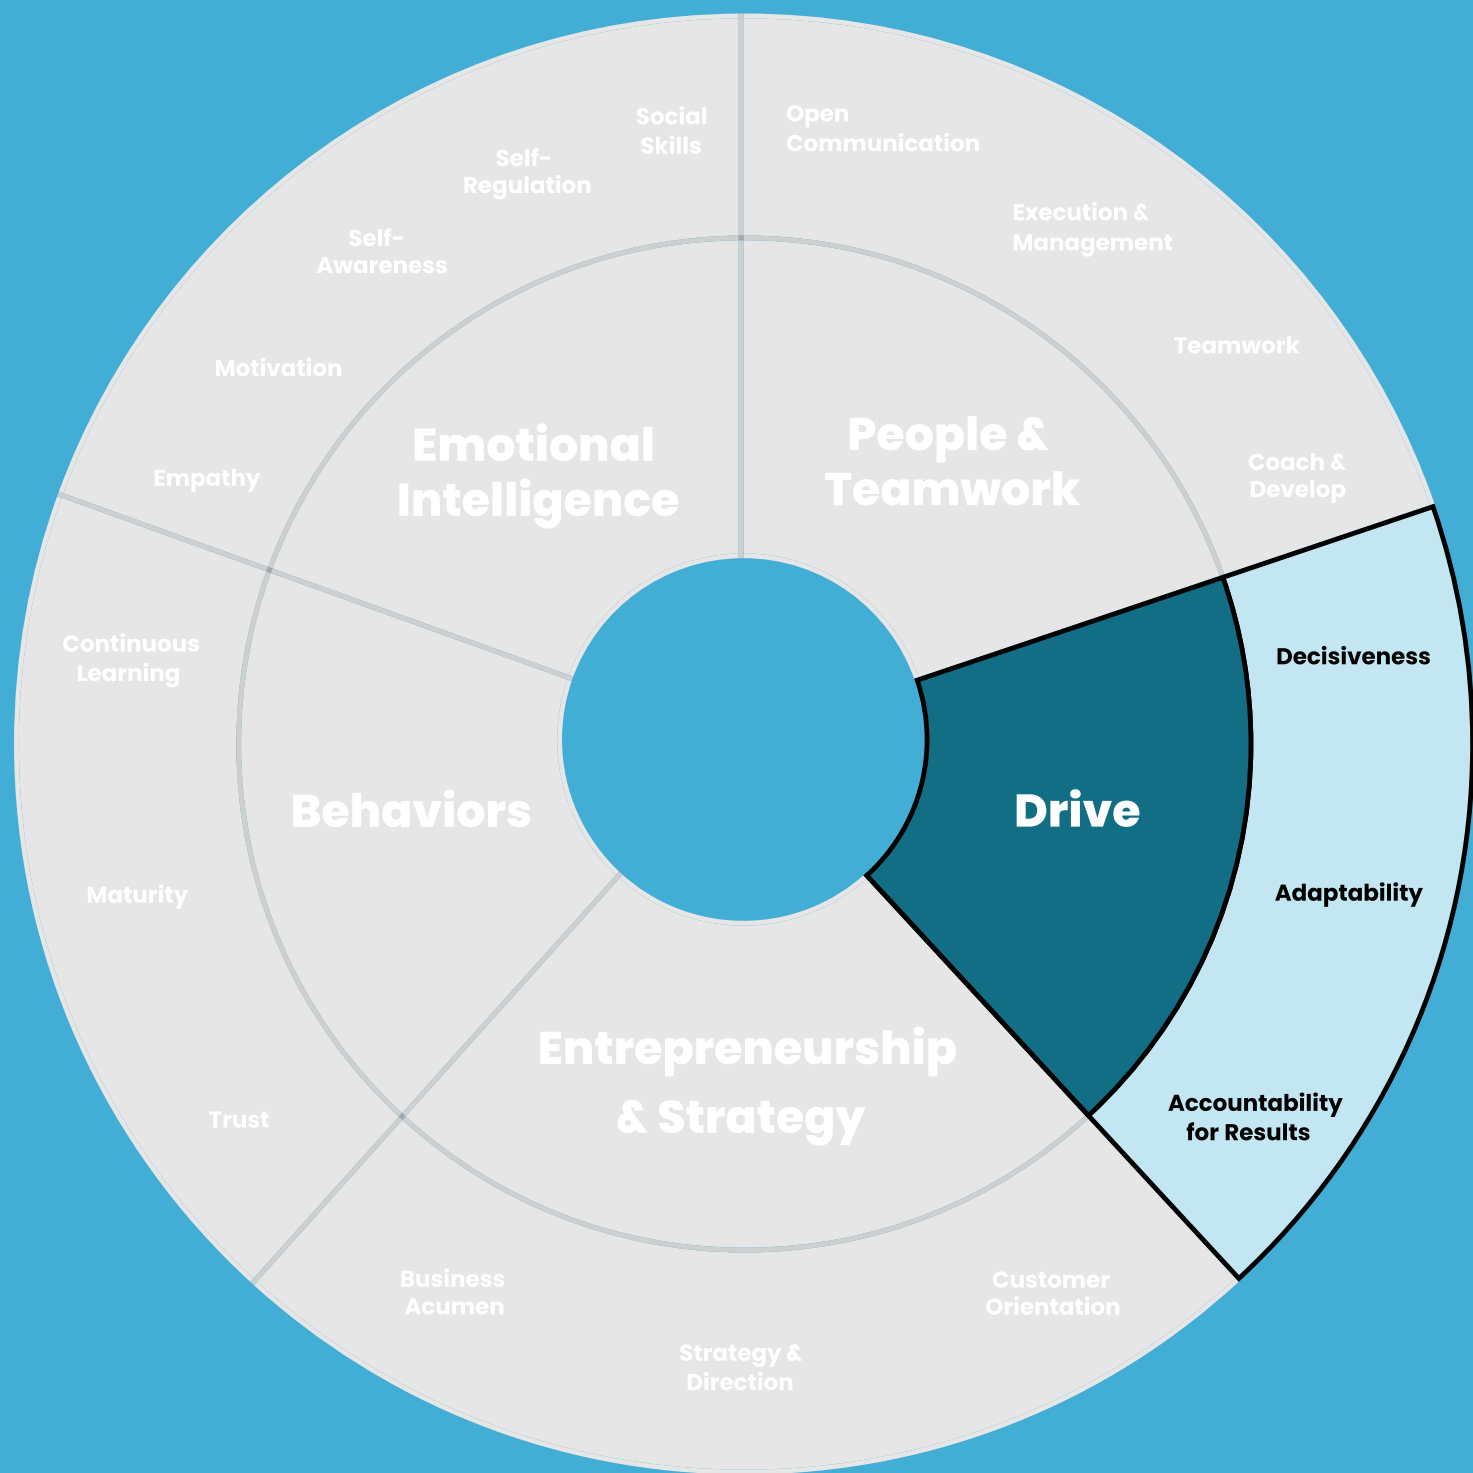 Social
Skills
Self-
Regulation
Self-
Awareness
Motivation
Empathy
Emotional
Intelligence
Open
Communication
Execution &
Management
Teamwork
Coach &
Develop
People &
Teamwork
Decisiveness
Adaptability
Accountability
for Results
Drive
Customer
Orientation
Strategy &
Direction
Business
Acumen
Entrepreneurship
& Strategy
Continuous
Learning
Maturity
Trust
Behaviors